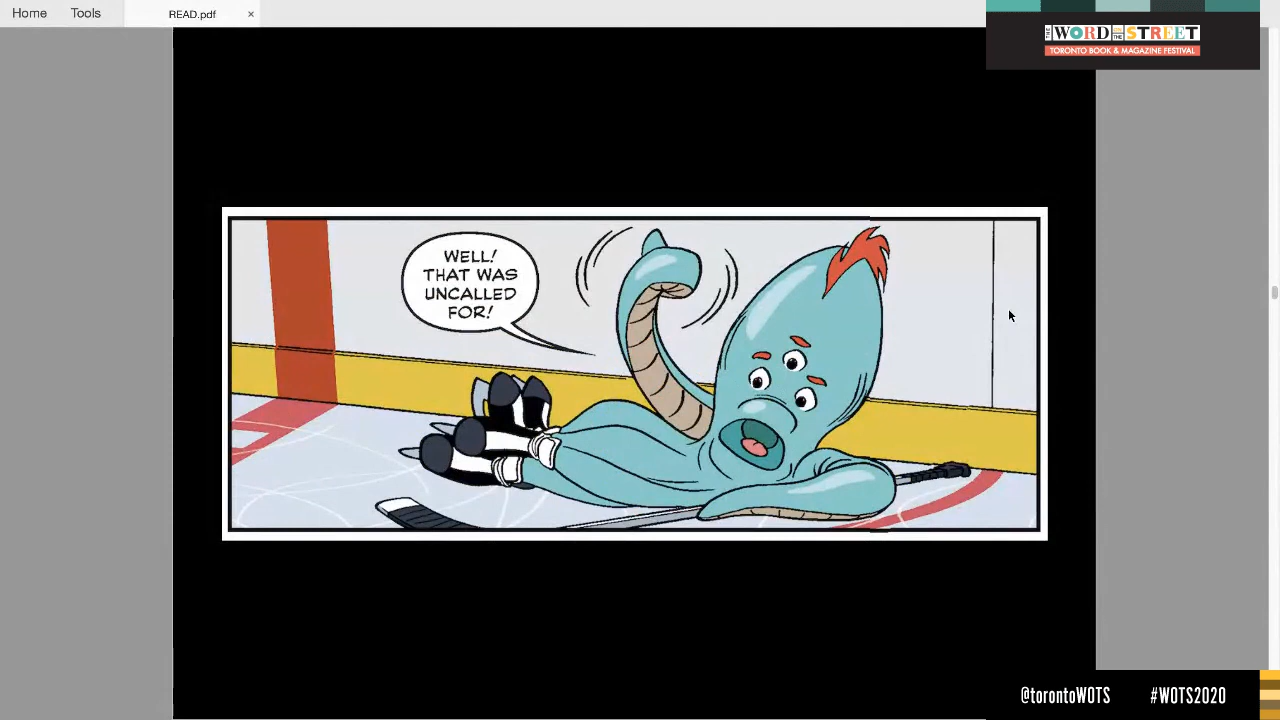 Home Tools READ.pdf ×
THE WORD ON THE STREET
TORONTO BOOK & MAGAZINE FESTIVAL
WELL!
THAT WAS
UNCALLED
FOR!
@torontoWOTS #WOTS2020